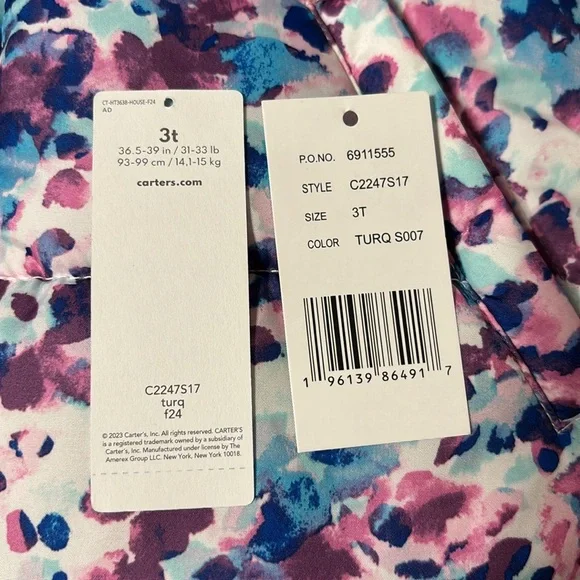 CT-HT3638-HOUSE-F24
AD
3t
36.5-39 in / 31-33 lb
93-99 cm / 14,1-15 kg
carters.com
C2247S17
turq
f24
© 2023 Carter's, Inc. All rights reserved. CARTER'S
is a registered trademark owned by a subsidiary of
Carter's, Inc. Manufactured under license by The
Amerex Group LLC. New York, New York 10018.
P.O.NO. 6911555
STYLE C2247S17
SIZE 3T
COLOR TURQ S007
1 96139 86491 7